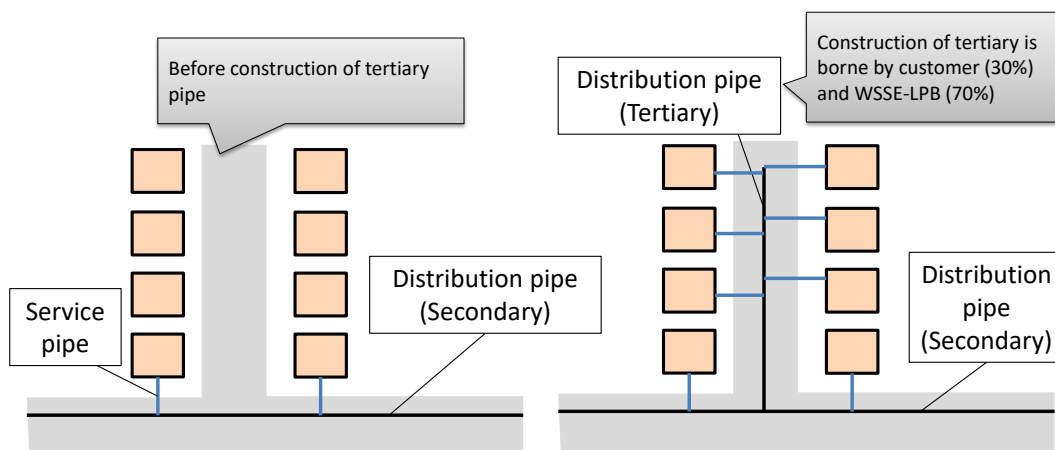 Before construction of tertiary
pipe
Service
pipe
Distribution pipe
(Secondary)
Distribution pipe
(Tertiary)
Construction of tertiary is
borne by customer (30%)
and WSSE-LPB (70%)
Distribution
pipe
(Secondary)